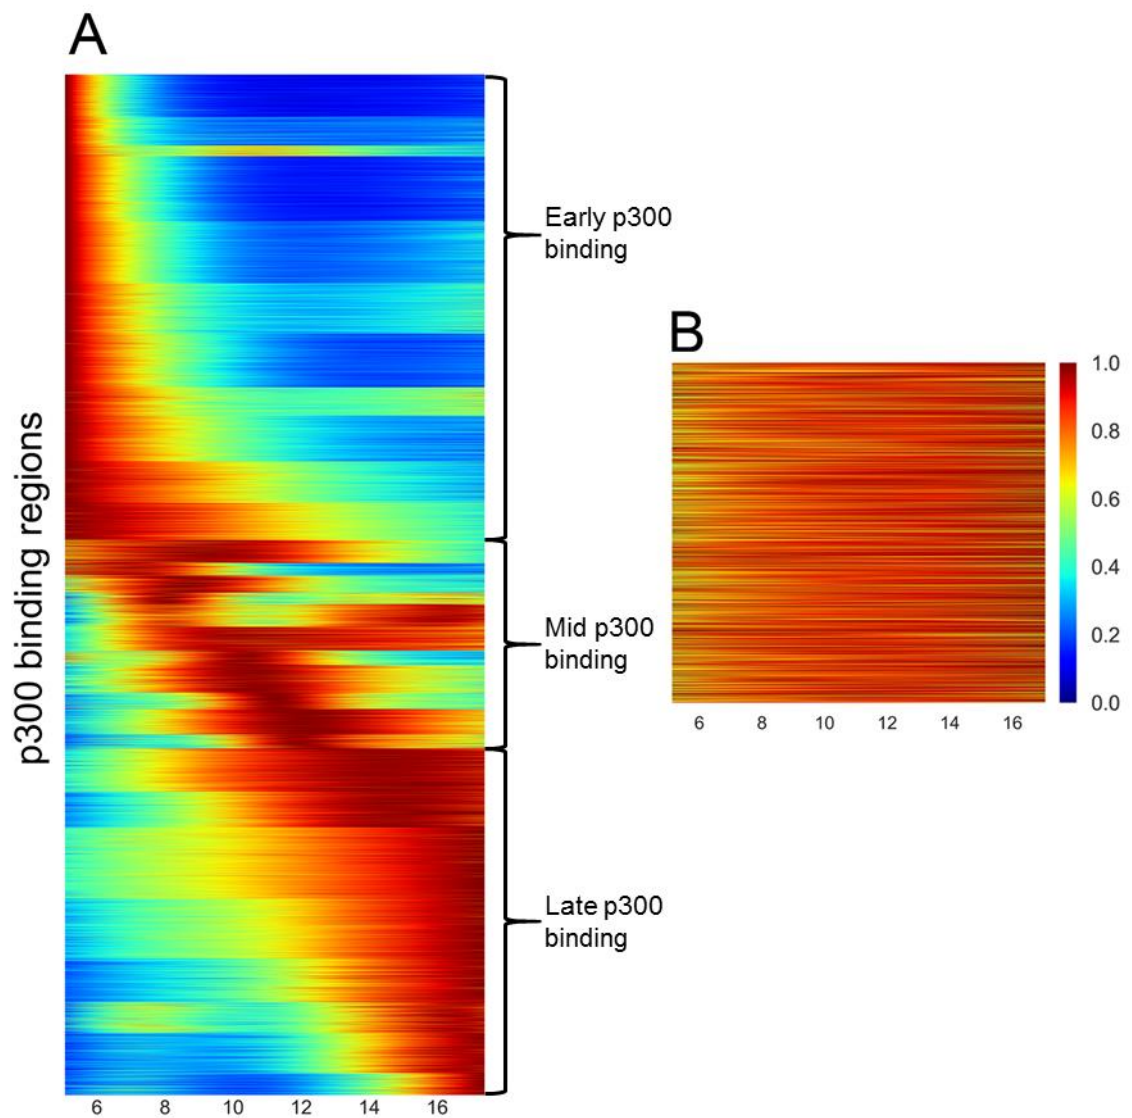 A
Early p300
binding
B
1.0
0.8
0.6
0.4
0.2
0.0
6 8 10 12 14 16
p300 binding regions
Mid p300
binding
Late p300
binding
6 8 10 12 14 16